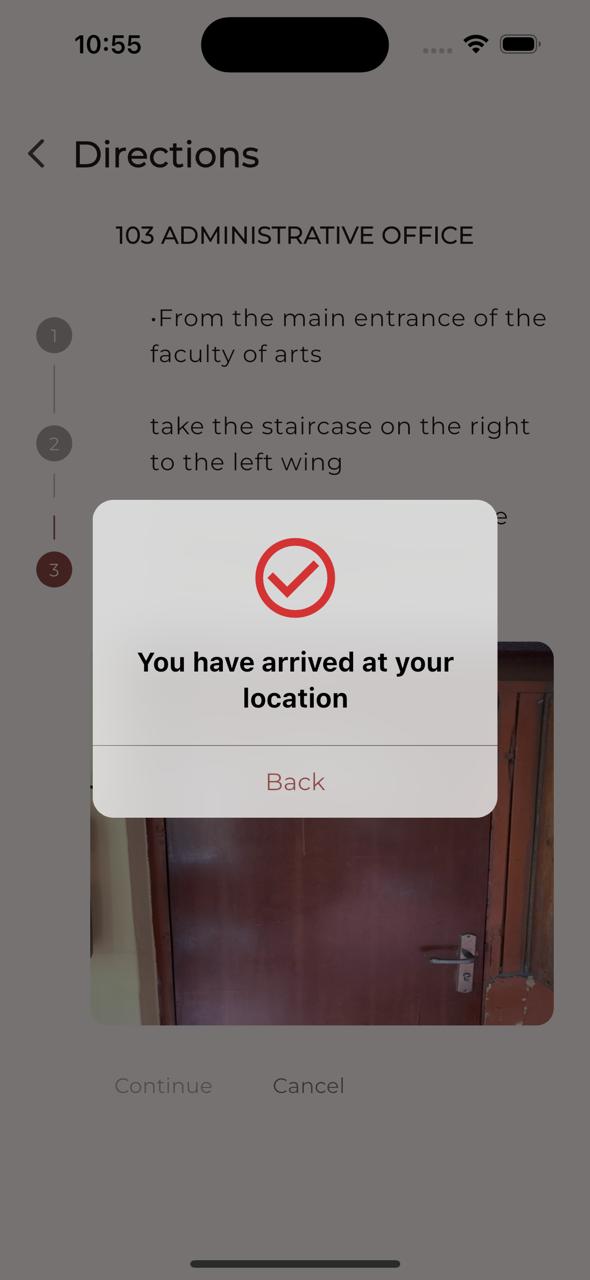 10:55
Directions
103 ADMINISTRATIVE OFFICE
1
•From the main entrance of the
faculty of arts
2
take the staircase on the right
to the left wing
3
You have arrived at your
location
Back
Continue
Cancel